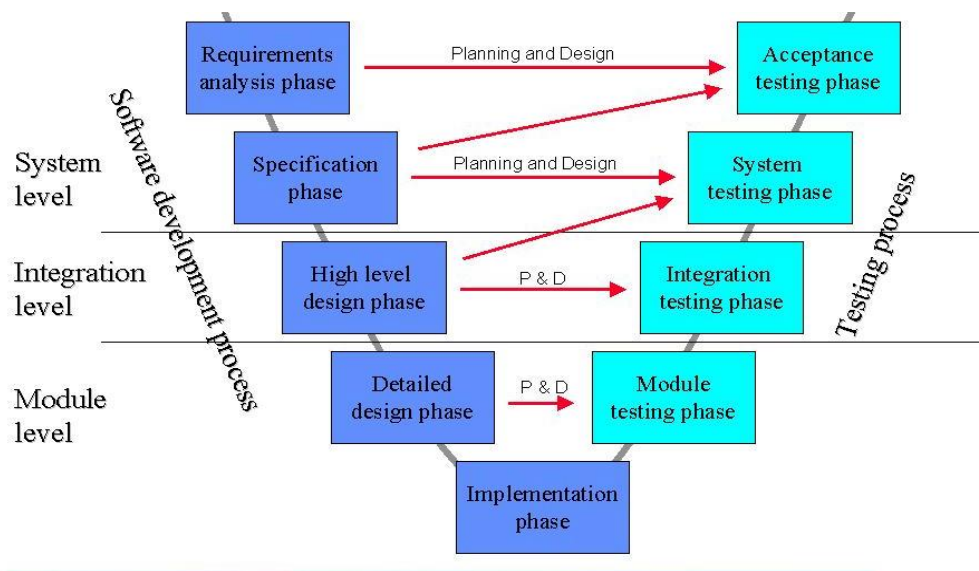 Requirements
analysis phase
Planning and Design
Acceptance
testing phase
Software development process
System
level
Specification
phase
Planning and Design
System
testing phase
Testing process
Integration
level
High level
design phase
P & D
Integration
testing phase
Module
level
Detailed
design phase
P & D
Module
testing phase
Implementation
phase